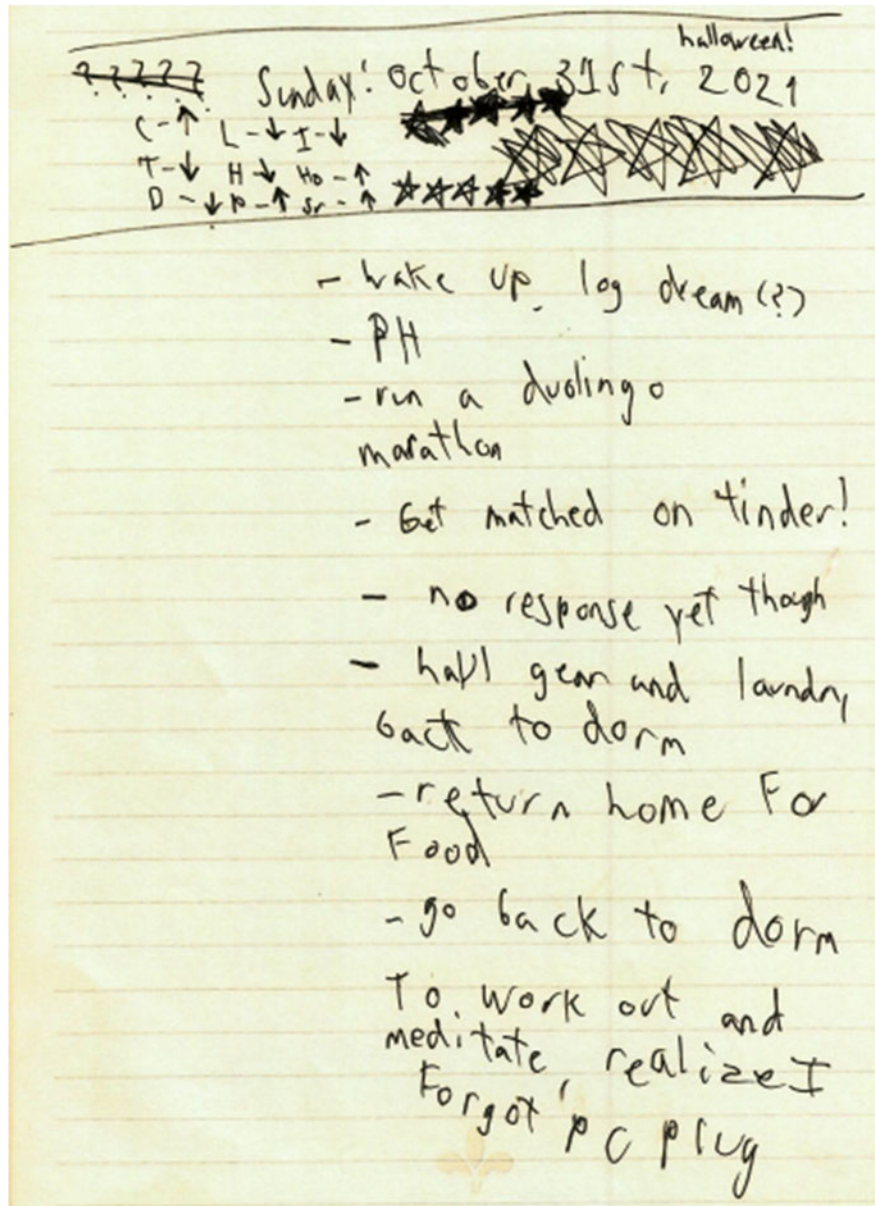 halloween!
?????
Sunday! October 31st, 2021
C-↑ L-↓ I-↓
T-↓ H↓ Ho-↑
D-↓ P-↑ Sr-↑
- wake up, log dream (?)
- PH
- run a duolingo
marathon
- Get matched on tinder!
- no response yet though
- haul gear and laundry
back to dorm
- return home For
Food
- go back to dorm
To work out and
meditate, realize I
Forgot PC plug